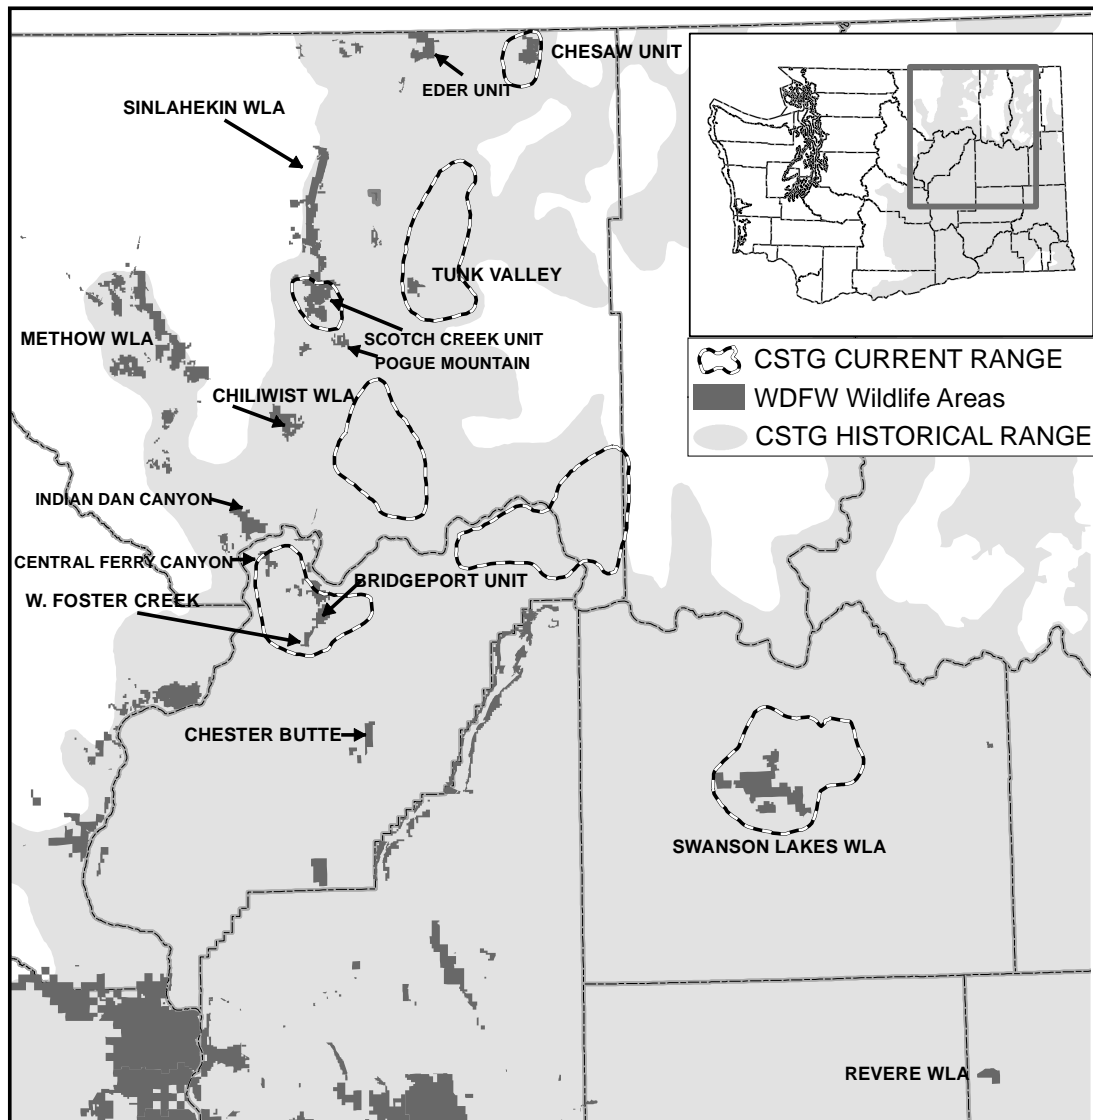 CHESAW UNIT
EDER UNIT
SINLAHEKIN WLA
TUNK VALLEY
METHOW WLA
SCOTCH CREEK UNIT
POGUE MOUNTAIN
CHILIWIST WLA
CSTG CURRENT RANGE
WDFW Wildlife Areas
CSTG HISTORICAL RANGE
INDIAN DAN CANYON
CENTRAL FERRY CANYON
BRIDGEPORT UNIT
W. FOSTER CREEK
CHESTER BUTTE
SWANSON LAKES WLA
REVERE WLA